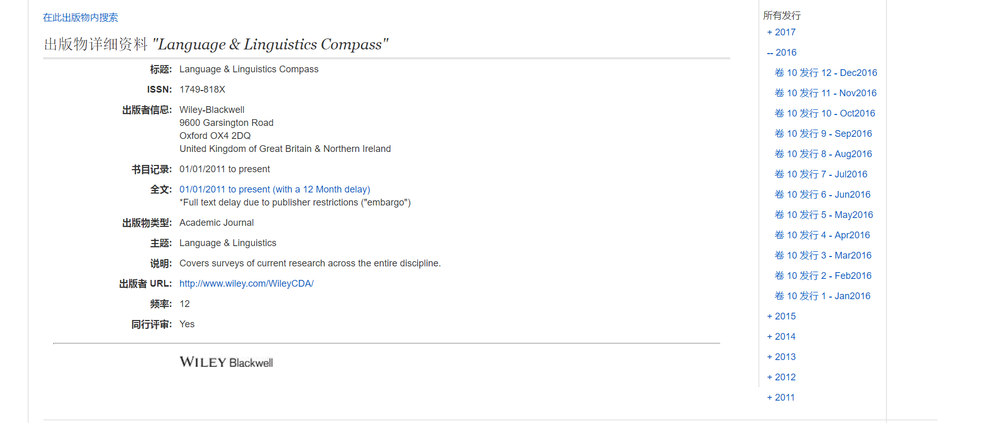 在此出版物内搜索
出版物详细资料 "Language & Linguistics Compass"
标题: Language & Linguistics Compass
ISSN: 1749-818X
出版者信息: Wiley-Blackwell
9600 Garsington Road
Oxford OX4 2DQ
United Kingdom of Great Britain & Northern Ireland
书目记录: 01/01/2011 to present
全文: 01/01/2011 to present (with a 12 Month delay)
*Full text delay due to publisher restrictions ("embargo")
出版物类型: Academic Journal
主题: Language & Linguistics
说明: Covers surveys of current research across the entire discipline.
出版者 URL: http://www.wiley.com/WileyCDA/
频率: 12
同行评审: Yes
WILEY Blackwell
所有发行
+ 2017
-- 2016
卷 10 发行 12 - Dec2016
卷 10 发行 11 - Nov2016
卷 10 发行 10 - Oct2016
卷 10 发行 9 - Sep2016
卷 10 发行 8 - Aug2016
卷 10 发行 7 - Jul2016
卷 10 发行 6 - Jun2016
卷 10 发行 5 - May2016
卷 10 发行 4 - Apr2016
卷 10 发行 3 - Mar2016
卷 10 发行 2 - Feb2016
卷 10 发行 1 - Jan2016
+ 2015
+ 2014
+ 2013
+ 2012
+ 2011